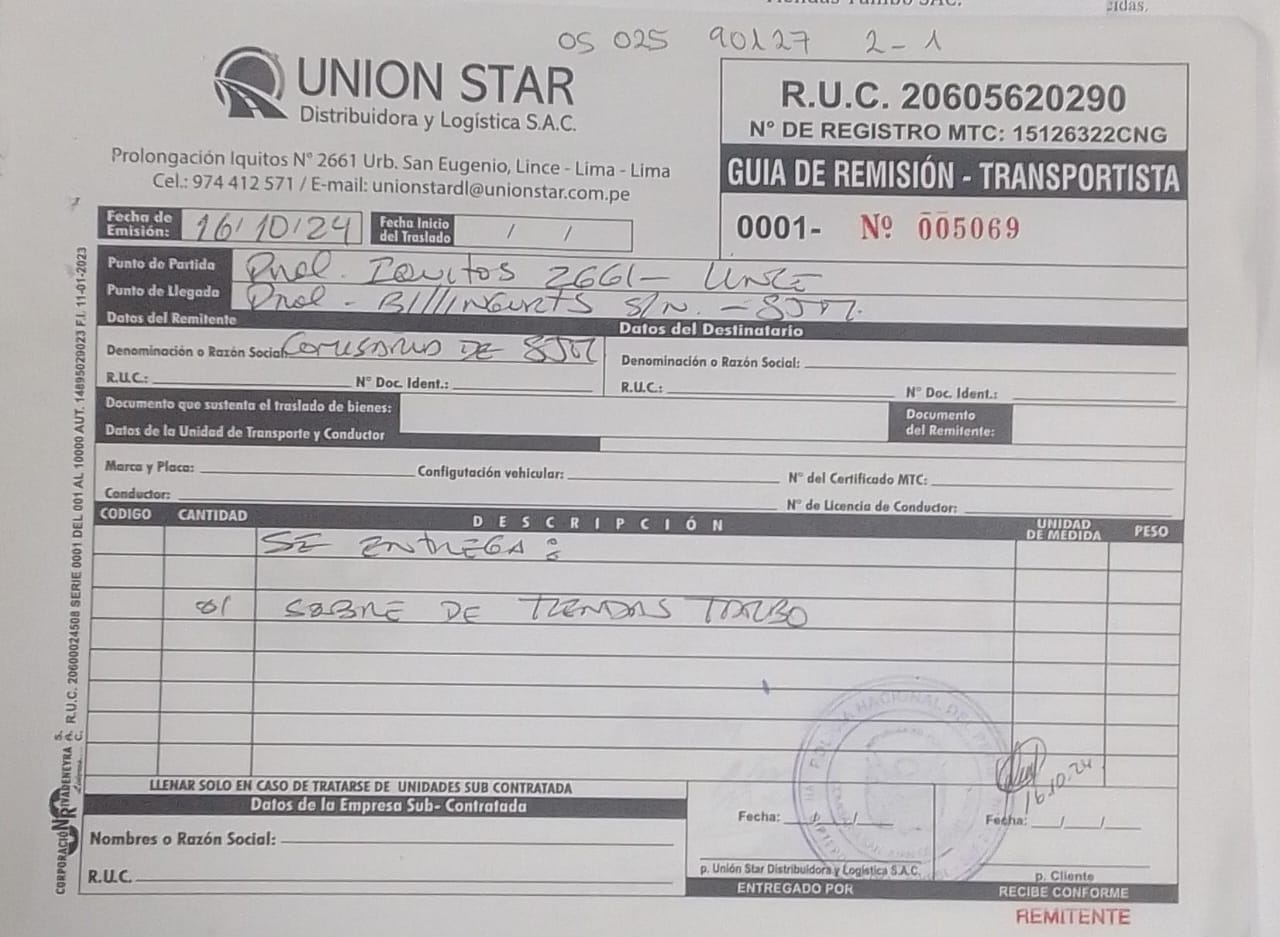 cidas.
OS 025 90127 2-1
UNION STAR
Distribuidora y Logística S.A.C.
Prolongación Iquitos N° 2661 Urb. San Eugenio, Lince - Lima - Lima
Cel.: 974 412 571 / E-mail: unionstardl@unionstar.com.pe
R.U.C. 20605620290
N° DE REGISTRO MTC: 15126322CNG
GUIA DE REMISIÓN - TRANSPORTISTA
0001- Nº 005069
Fecha de Emisión: 16/10/24 Fecha Inicio del Traslado / /
Punto de Partida Prol. Iquitos 2661 - Lince
Punto de Llegada Prol - Billinghurts S/N. - SJM.
Datos del Remitente
Datos del Destinatario
Denominación o Razón Social: Comisaria DE SJM
Denominación o Razón Social:
R.U.C.: N° Doc. Ident.:
R.U.C.: N° Doc. Ident.:
Documento que sustenta el traslado de bienes:
Documento del Remitente:
Datos de la Unidad de Transporte y Conductor
Marca y Placa: Configutación vehicular: N° del Certificado MTC:
Conductor: N° de Licencia de Conductor:
CODIGO CANTIDAD DESCRIPCIÓN UNIDAD DE MEDIDA PESO
SE ENTREGA:
01 SOBRE DE TIENDAS TAMBO
LLENAR SOLO EN CASO DE TRATARSE DE UNIDADES SUB CONTRATADA
Datos de la Empresa Sub- Contratada
Nombres o Razón Social:
R.U.C.
POLICIA NACIONAL DEL
16.10.24
Fecha: / /
p. Unión Star Distribuidora y Logística S.A.C.
ENTREGADO POR
Fecha: / /
p. Cliente
RECIBE CONFORME
REMITENTE
CORPORACIÓN RIVADENEYRA S.A.C. R.U.C. 20600024508 SERIE 0001 DEL 001 AL 10000 AUT. 14895029023 F.I. 11-01-2023